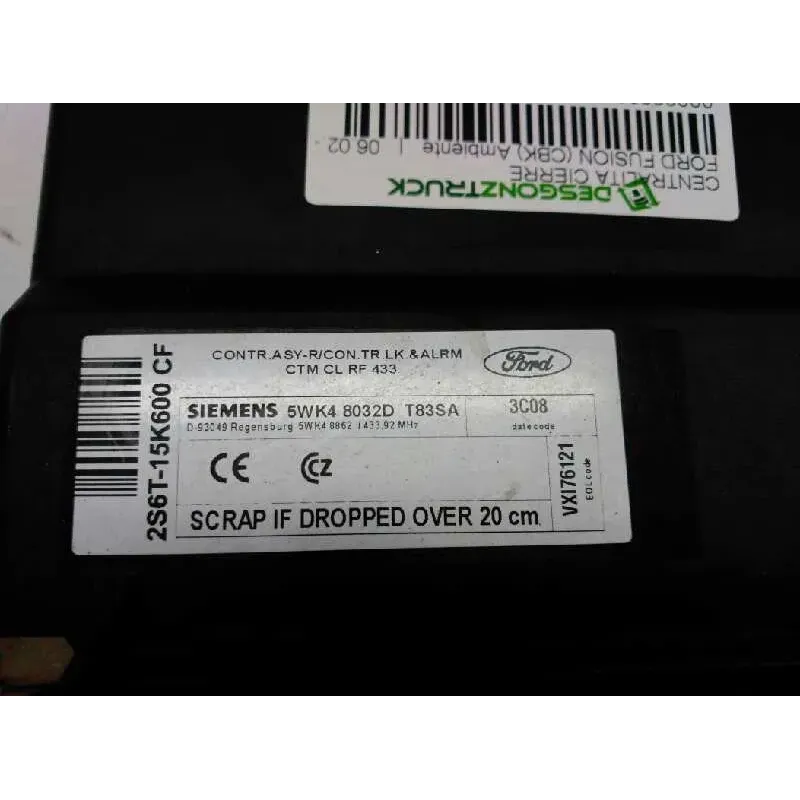 DESGONZTRUCK
CENTRALITA CIERRE
FORD FUSION (CBK) Ambiente | 06.02
2S6T-15K600 CF
CONTR.ASY-R/CON.TR LK &ALRM
CTM CL RF 433
Ford
SIEMENS 5WK4 8032D T83SA
D-93049 Regensburg 5WK4 8862 I 433.92 MHz
3C08
datecode
CE CZ
VXI76121
EOL code
SCRAP IF DROPPED OVER 20 cm.